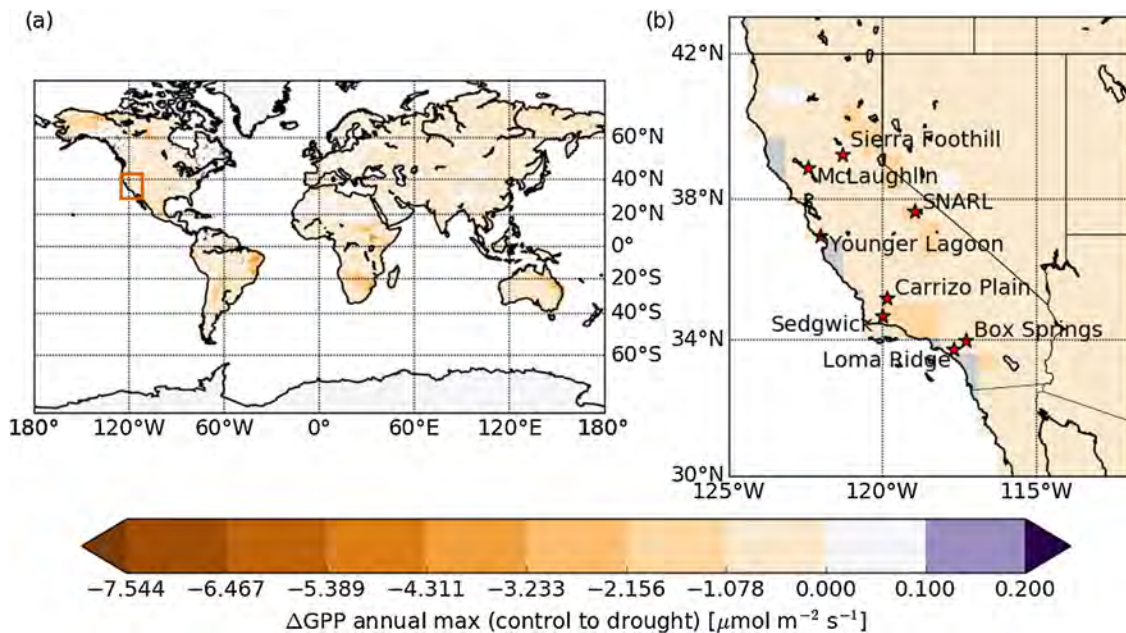 (a)
60°N
40°N
20°N
0°
20°S
40°S
60°S
180° 120°W 60°W 0° 60°E 120°E 180°
(b)
42°N
38°N
34°N
30°N
125°W 120°W 115°W
Sierra Foothill
McLaughlin
SNARL
Younger Lagoon
Carrizo Plain
Sedgwick
Box Springs
Loma Ridge
−7.544 −6.467 −5.389 −4.311 −3.233 −2.156 −1.078 0.000 0.100 0.200
ΔGPP annual max (control to drought) [μmol m⁻² s⁻¹]